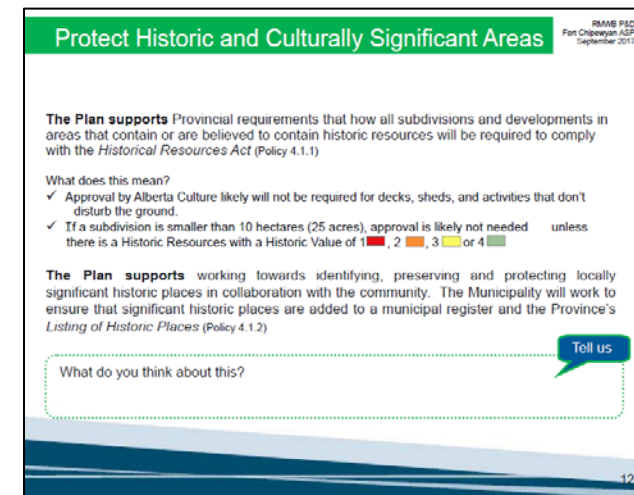 Protect Historic and Culturally Significant Areas
RMWB P&D
Fort Chipewyan ASP
September 2017
The Plan supports Provincial requirements that how all subdivisions and developments in
areas that contain or are believed to contain historic resources will be required to comply
with the Historical Resources Act (Policy 4.1.1)
What does this mean?
✓ Approval by Alberta Culture likely will not be required for decks, sheds, and activities that don't
disturb the ground.
✓ If a subdivision is smaller than 10 hectares (25 acres), approval is likely not needed unless
there is a Historic Resources with a Historic Value of 1 , 2 , 3 or 4
The Plan supports working towards identifying, preserving and protecting locally
significant historic places in collaboration with the community. The Municipality will work to
ensure that significant historic places are added to a municipal register and the Province's
Listing of Historic Places (Policy 4.1.2)
Tell us
What do you think about this?
12